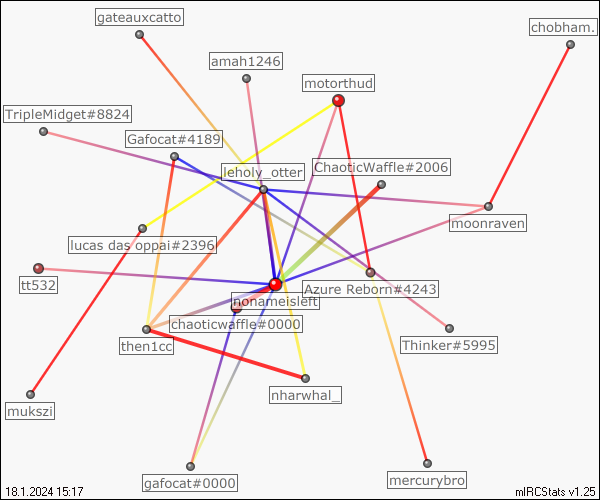 gateauxcatto
chobham.
amah1246
motorthud
TripleMidget#8824
Gafocat#4189
leholy_otter
ChaoticWaffle#2006
moonraven
lucas das oppai#2396
tt532
Azure Reborn#4243
nonameisleft
chaoticwaffle#0000
then1cc
Thinker#5995
nharwhal_
mukszi
gafocat#0000
mercurybro
18.1.2024 15:17
mIRCStats v1.25